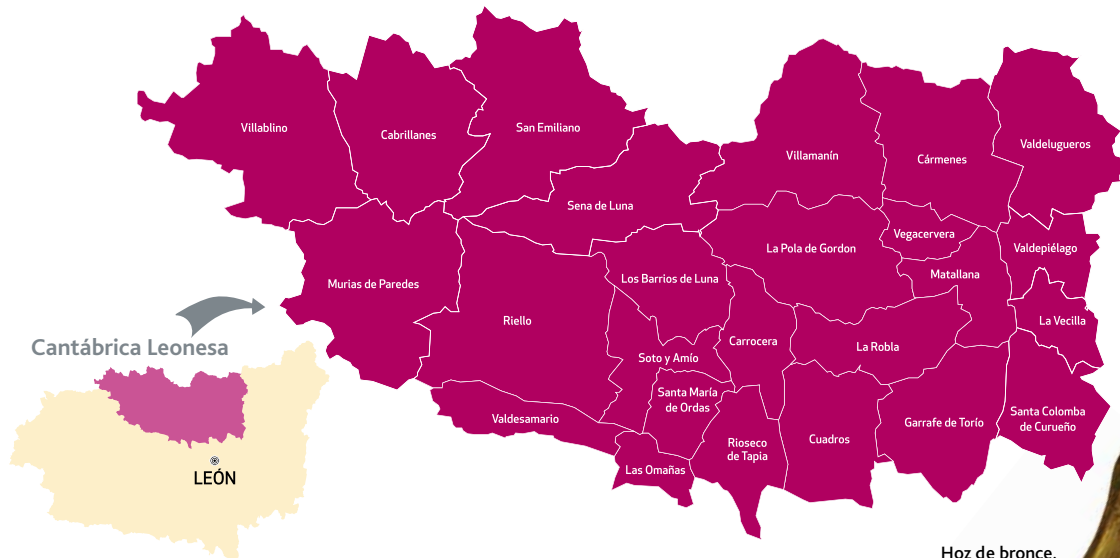 Villablino
Cabrillanes
San Emiliano
Villamanín
Cármenes
Valdelugueros
Sena de Luna
Vegacervera
La Pola de Gordon
Valdepiélago
Matallana
Los Barrios de Luna
Murias de Paredes
Riello
La Vecilla
Carrocera
La Robla
Cantábrica Leonesa
Soto y Amío
Santa María
de Ordas
Valdesamario
Rioseco
de Tapia
Cuadros
Garrafe de Torío
Santa Colomba
de Curueño
Las Omañas
LEÓN
Hoz de bronce.